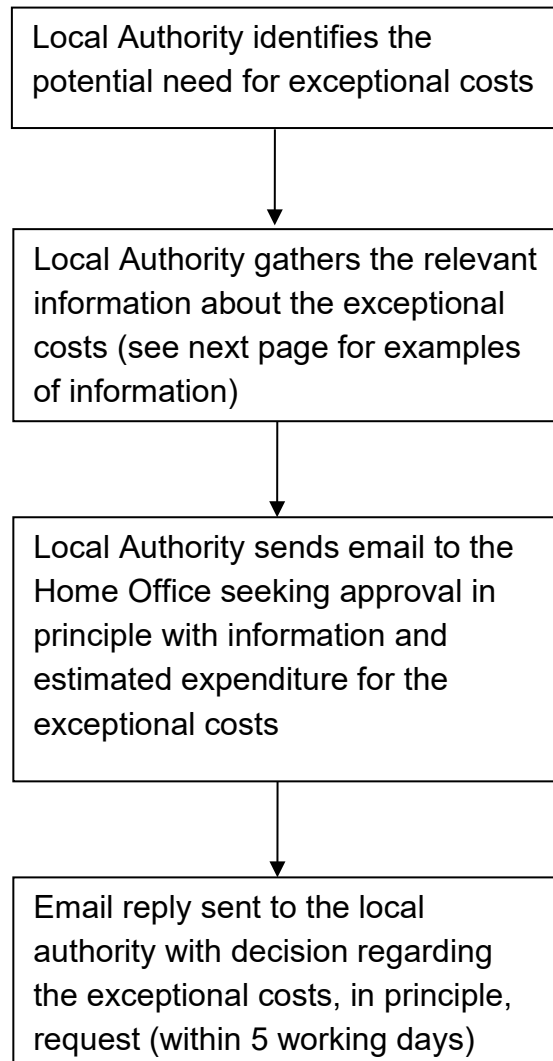 Local Authority identifies the
potential need for exceptional costs
Local Authority gathers the relevant
information about the exceptional
costs (see next page for examples
of information)
Local Authority sends email to the
Home Office seeking approval in
principle with information and
estimated expenditure for the
exceptional costs
Email reply sent to the local
authority with decision regarding
the exceptional costs, in principle,
request (within 5 working days)